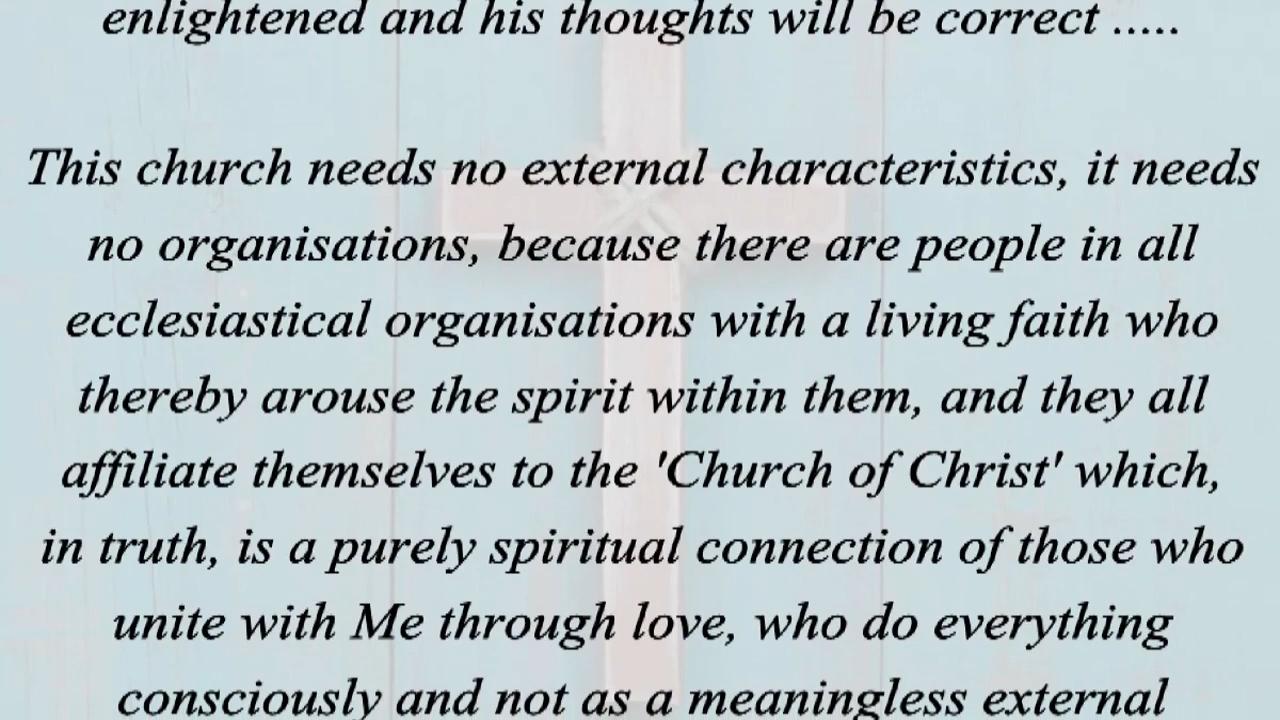 enlightened and his thoughts will be correct .....
This church needs no external characteristics, it needs
no organisations, because there are people in all
ecclesiastical organisations with a living faith who
thereby arouse the spirit within them, and they all
affiliate themselves to the 'Church of Christ' which,
in truth, is a purely spiritual connection of those who
unite with Me through love, who do everything
consciously and not as a meaningless external